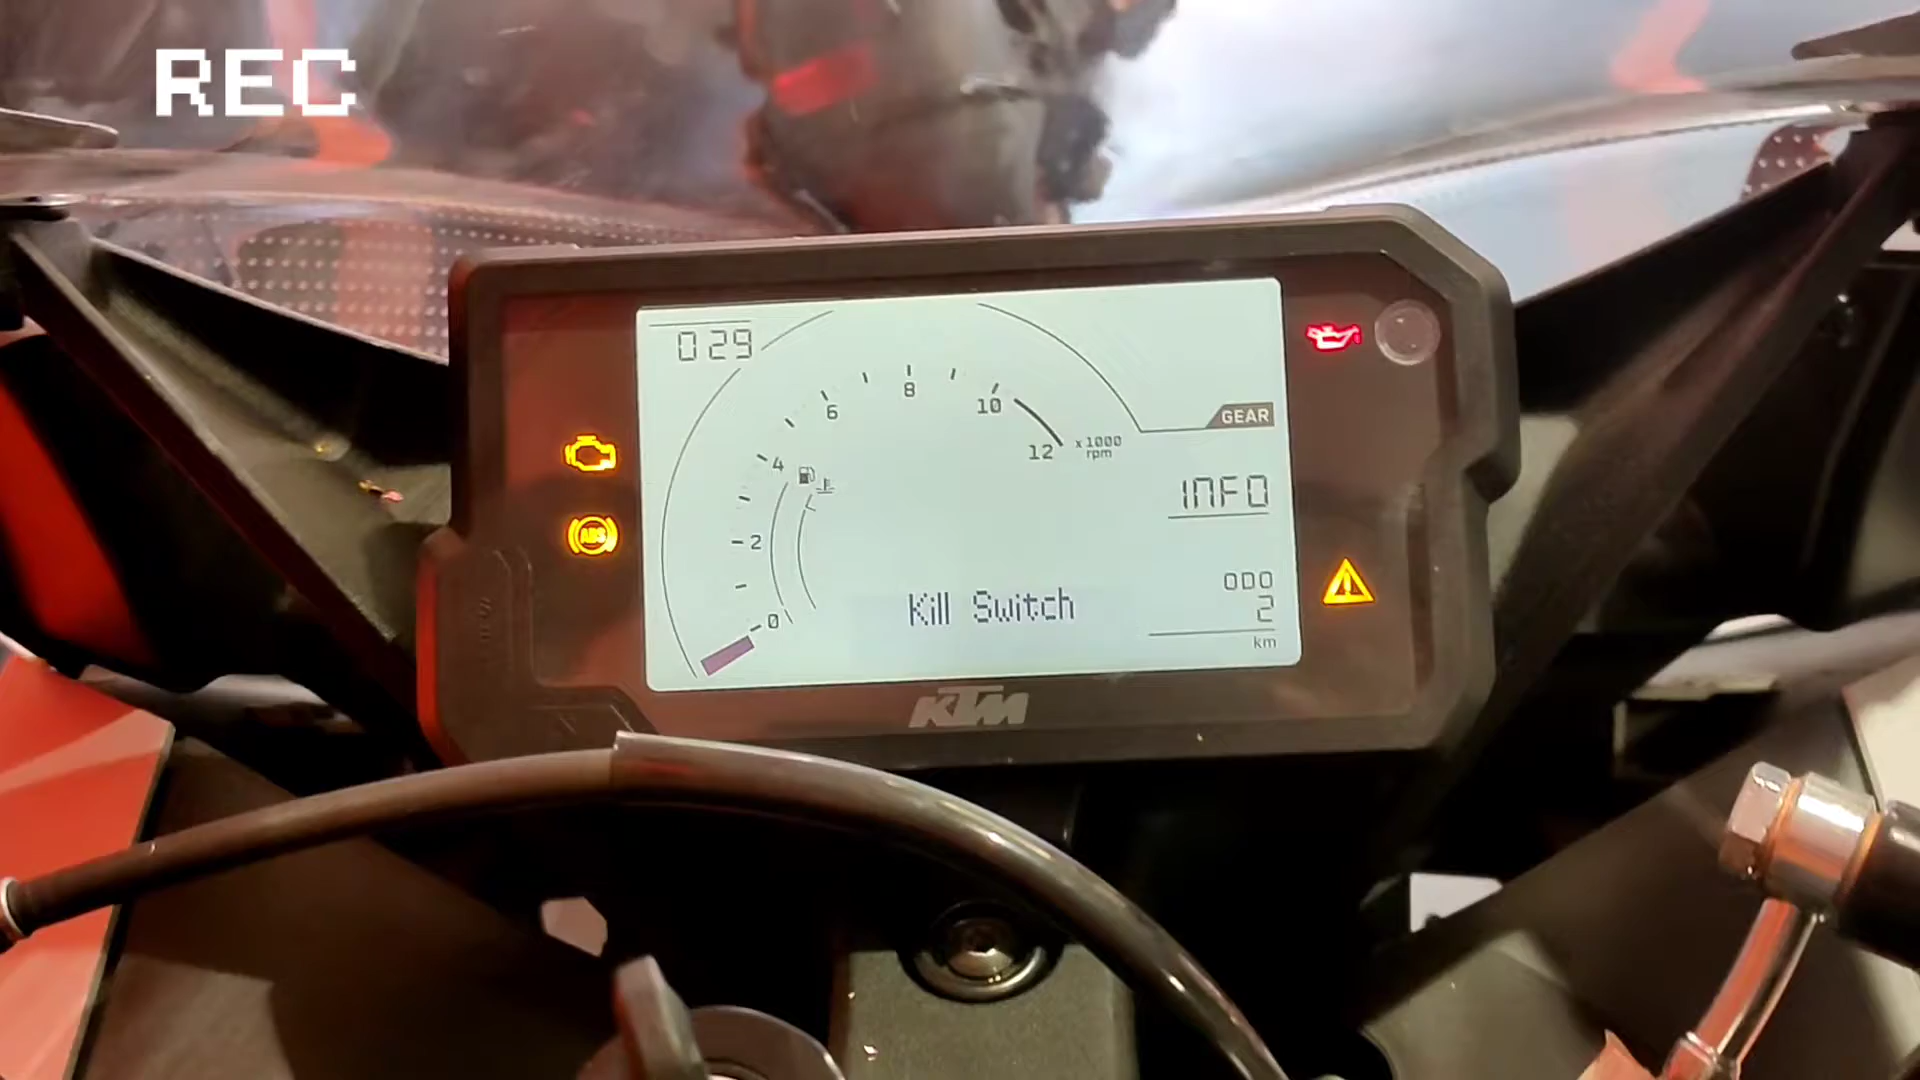 REC
029
6
8
10
12
x1000
rpm
4
2
0
GEAR
INFO
ODO
2
km
Kill Switch
ABS
KTM